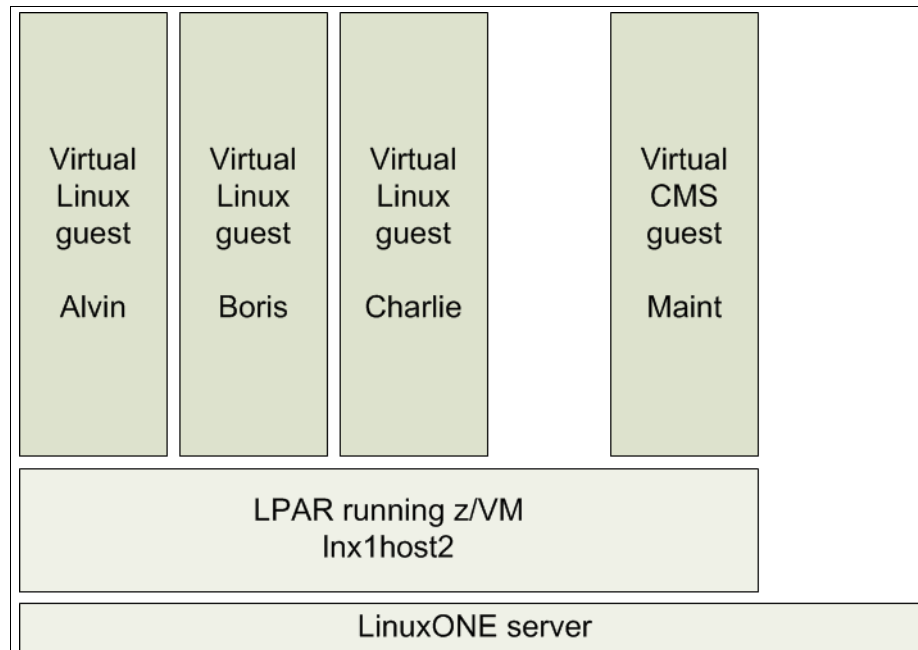 Virtual
Linux
guest
Alvin
Virtual
Linux
guest
Boris
Virtual
Linux
guest
Charlie
Virtual
CMS
guest
Maint
LPAR running z/VM
lnx1host2
LinuxONE server